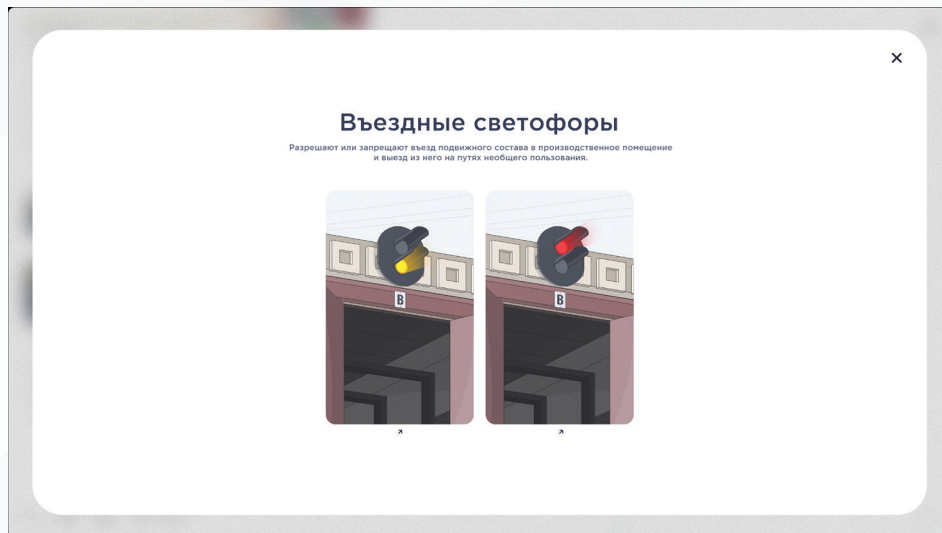 Въездные светофоры
Разрешают или запрещают въезд подвижного состава в производственное помещение
и выезд из него на путях необщего пользования.
В
В